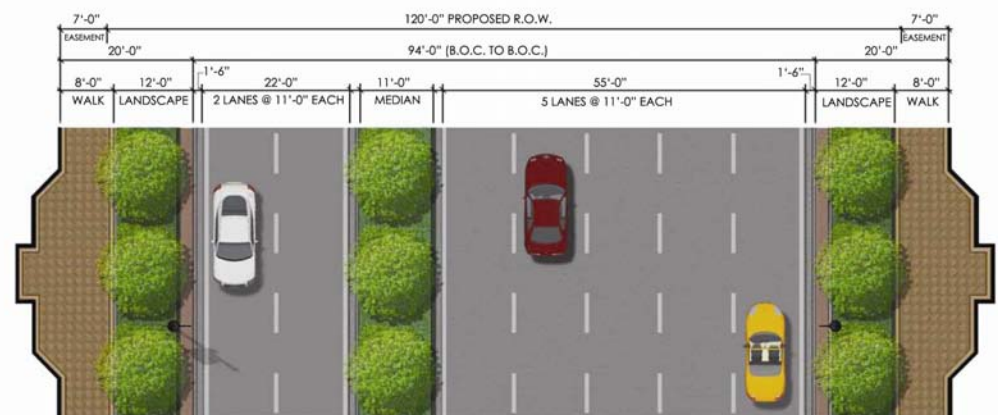 7'-0" 120'-0" PROPOSED R.O.W. 7'-0"
EASEMENT EASEMENT
20'-0" 94'-0" (B.O.C. TO B.O.C.) 20'-0"
8'-0" 12'-0" 1'-6" 22'-0" 11'-0" 55'-0" 1'-6" 12'-0" 8'-0"
WALK LANDSCAPE 2 LANES @ 11'-0" EACH MEDIAN 5 LANES @ 11'-0" EACH LANDSCAPE WALK